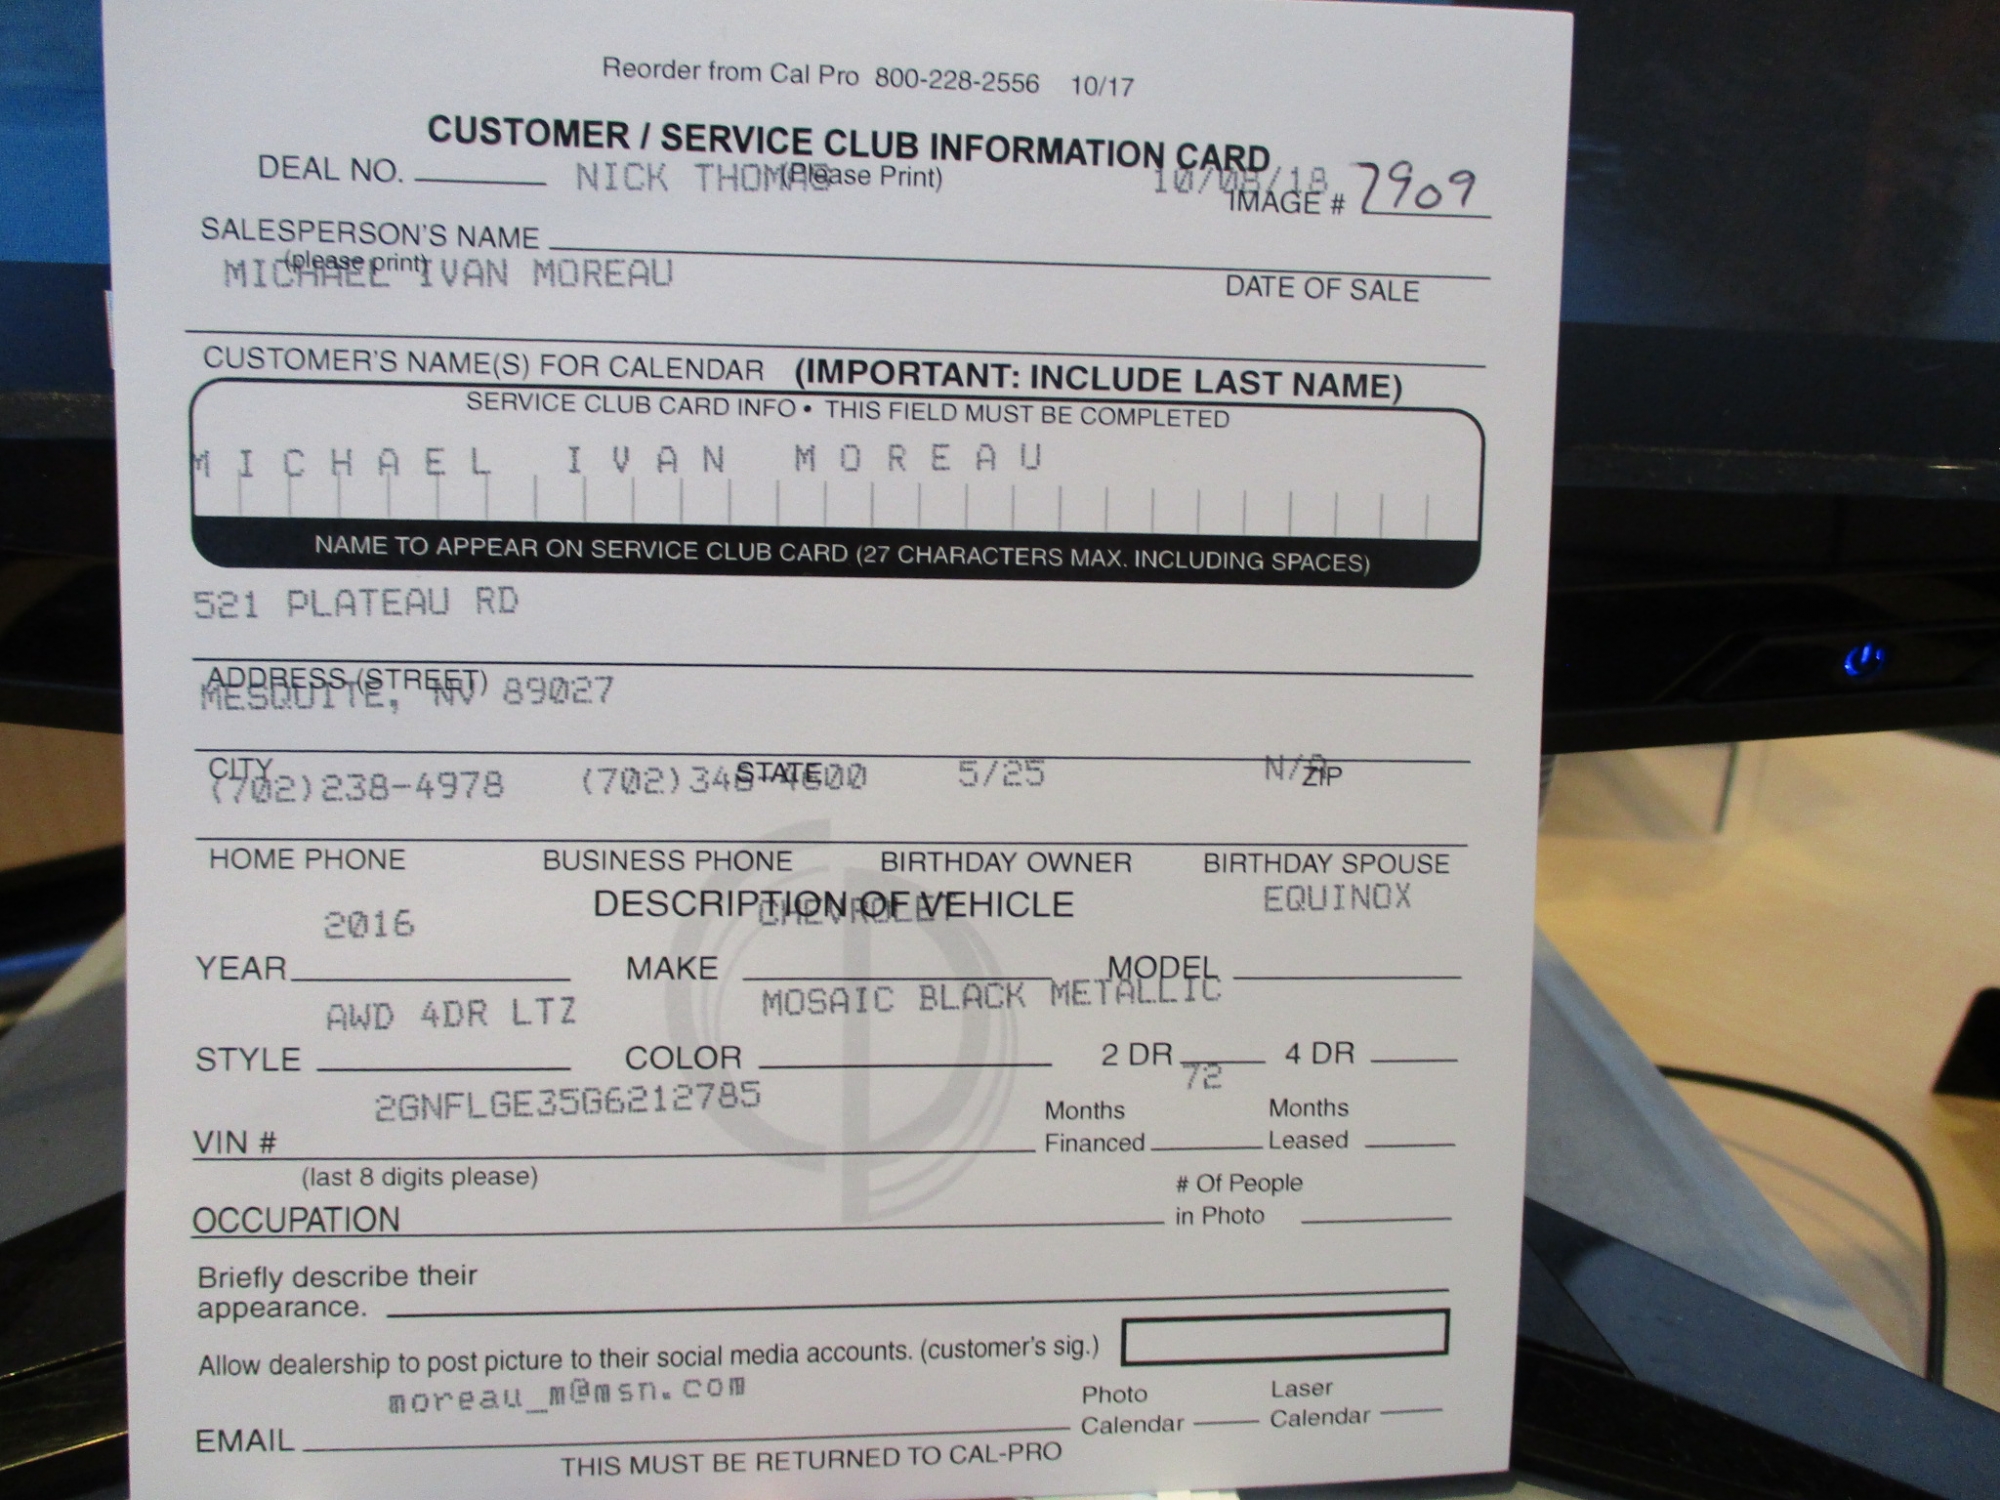 Reorder from Cal Pro 800-228-2556 10/17
CUSTOMER / SERVICE CLUB INFORMATION CARD
DEAL NO. NICK THOMAS (Please Print) 10/08/18 IMAGE # 7909
SALESPERSON'S NAME
(please print)
MICHAEL IVAN MOREAU
DATE OF SALE
CUSTOMER'S NAME(S) FOR CALENDAR (IMPORTANT: INCLUDE LAST NAME)
SERVICE CLUB CARD INFO • THIS FIELD MUST BE COMPLETED
MICHAEL IVAN MOREAU
NAME TO APPEAR ON SERVICE CLUB CARD (27 CHARACTERS MAX. INCLUDING SPACES)
521 PLATEAU RD
ADDRESS (STREET)
MESQUITE, NV 89027
CITY STATE ZIP
(702)238-4978 5/25 N/A
HOME PHONE BUSINESS PHONE BIRTHDAY OWNER BIRTHDAY SPOUSE
DESCRIPTION OF VEHICLE
2016 CHEVROLET EQUINOX
YEAR MAKE MODEL
AWD 4DR LTZ MOSAIC BLACK METALLIC
STYLE COLOR 2 DR 4 DR
2GNFLGE35G6212785 72
VIN # Months Financed Months Leased
(last 8 digits please)
OCCUPATION # Of People in Photo
Briefly describe their
appearance.
Allow dealership to post picture to their social media accounts. (customer's sig.)
moreau_m@msn.com
EMAIL Photo Calendar Laser Calendar
THIS MUST BE RETURNED TO CAL-PRO